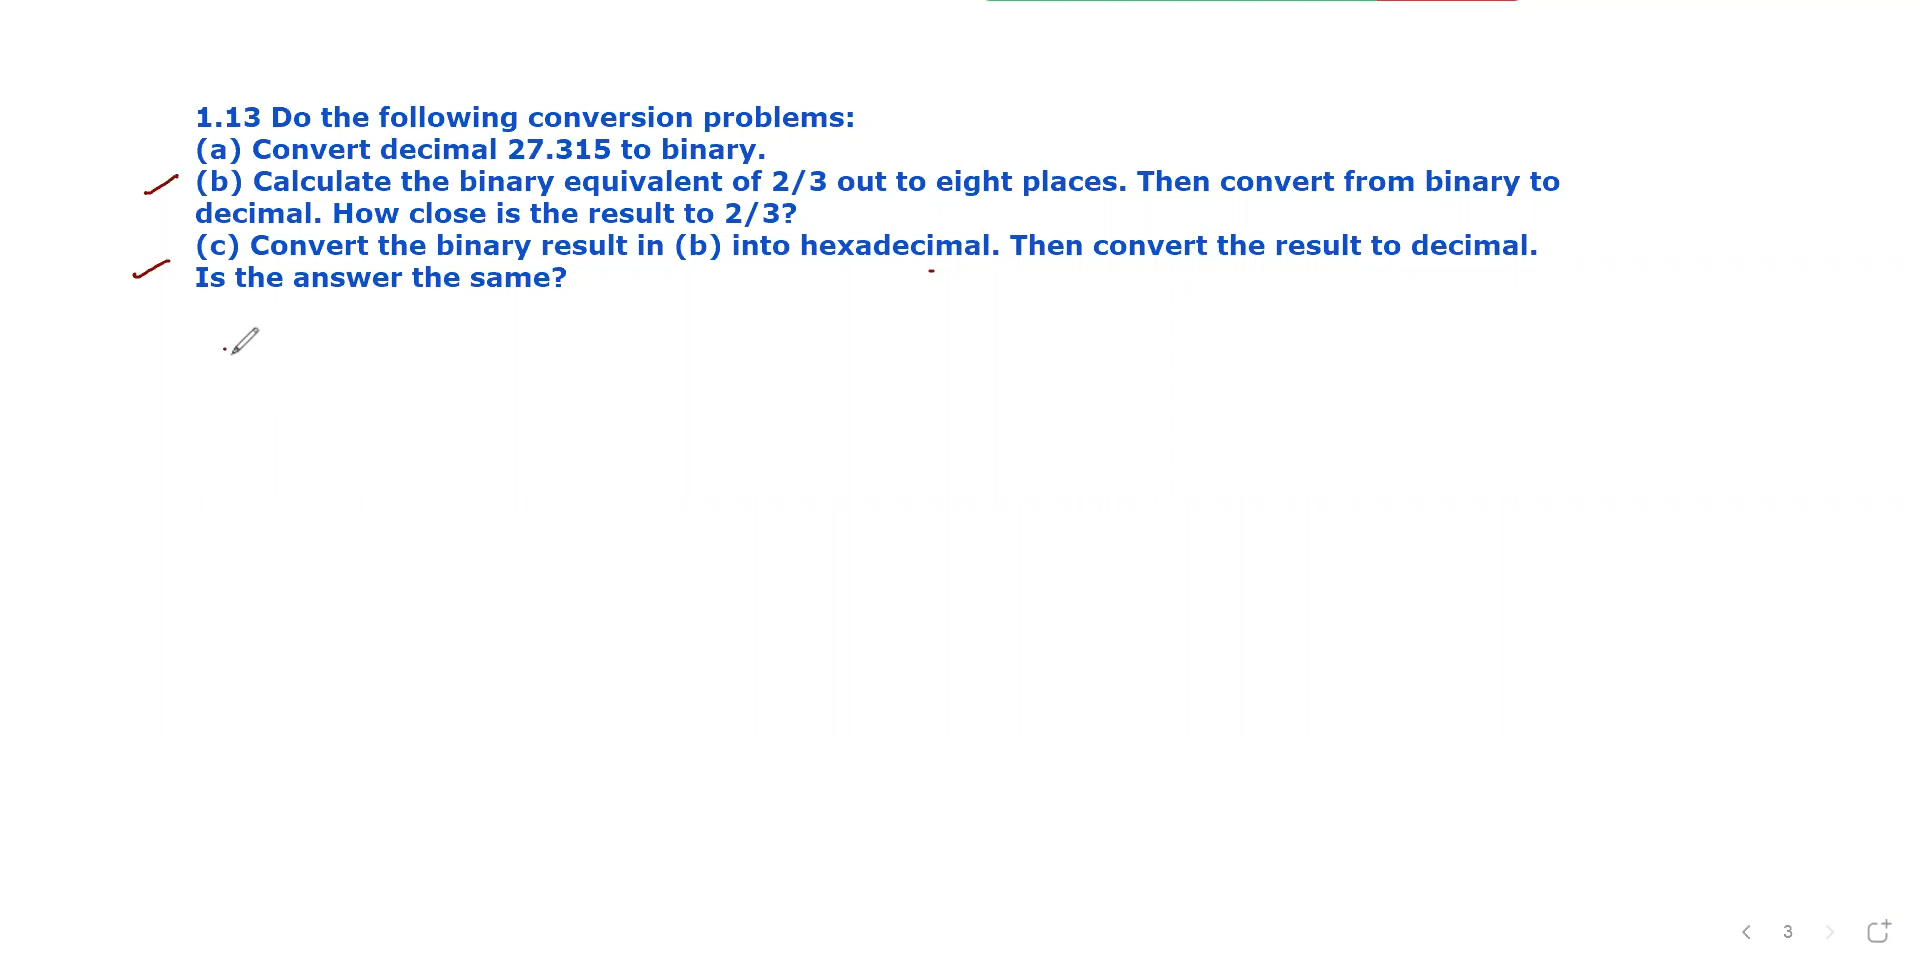 1.13 Do the following conversion problems:
(a) Convert decimal 27.315 to binary.
(b) Calculate the binary equivalent of 2/3 out to eight places. Then convert from binary to
decimal. How close is the result to 2/3?
(c) Convert the binary result in (b) into hexadecimal. Then convert the result to decimal.
Is the answer the same?
3